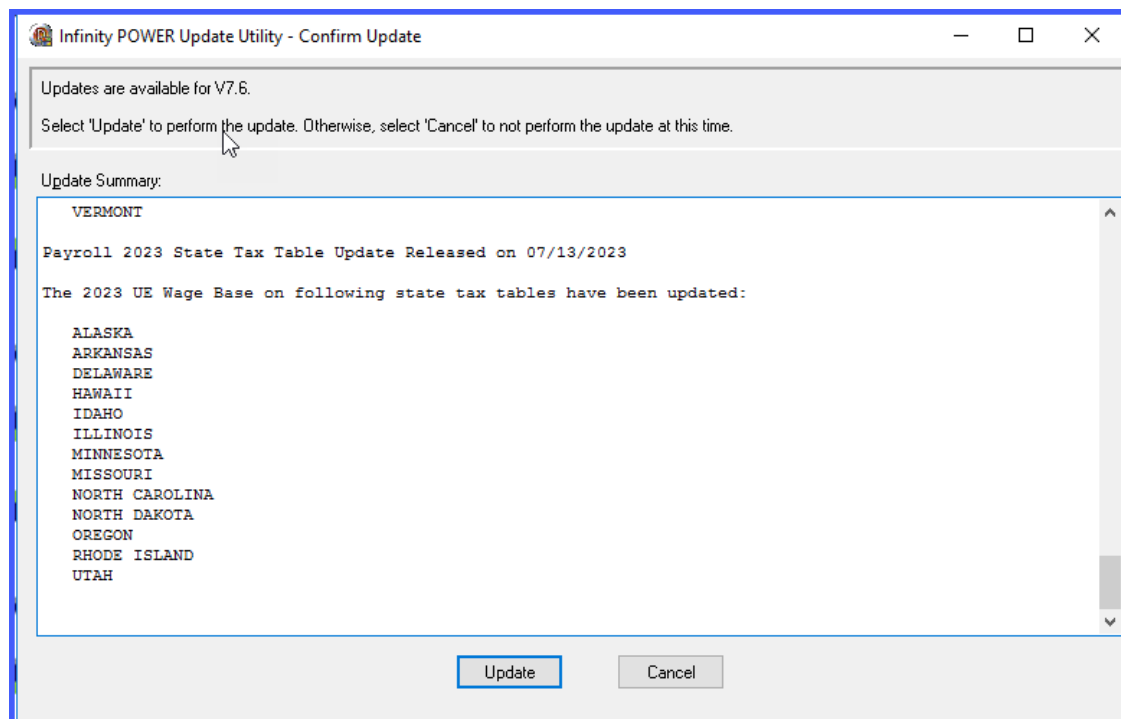 Infinity POWER Update Utility - Confirm Update
Updates are available for V7.6.
Select 'Update' to perform the update. Otherwise, select 'Cancel' to not perform the update at this time.
Update Summary:
VERMONT
Payroll 2023 State Tax Table Update Released on 07/13/2023
The 2023 UE Wage Base on following state tax tables have been updated:
ALASKA
ARKANSAS
DELAWARE
HAWAII
IDAHO
ILLINOIS
MINNESOTA
MISSOURI
NORTH CAROLINA
NORTH DAKOTA
OREGON
RHODE ISLAND
UTAH
Update Cancel